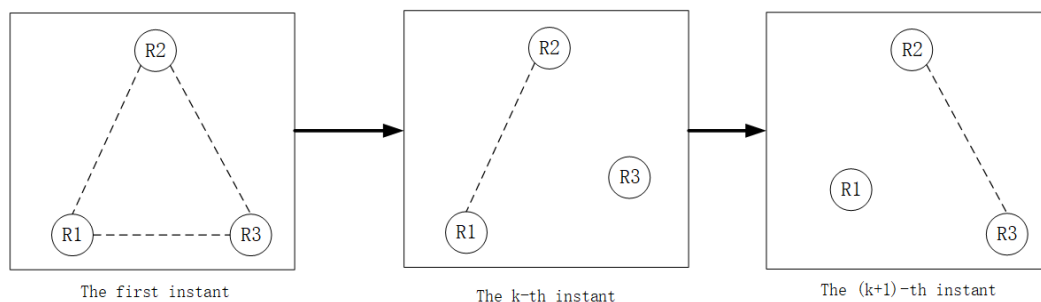 R2
R1
R3
The first instant
R2
R3
R1
The k-th instant
R2
R1
R3
The (k+1)-th instant